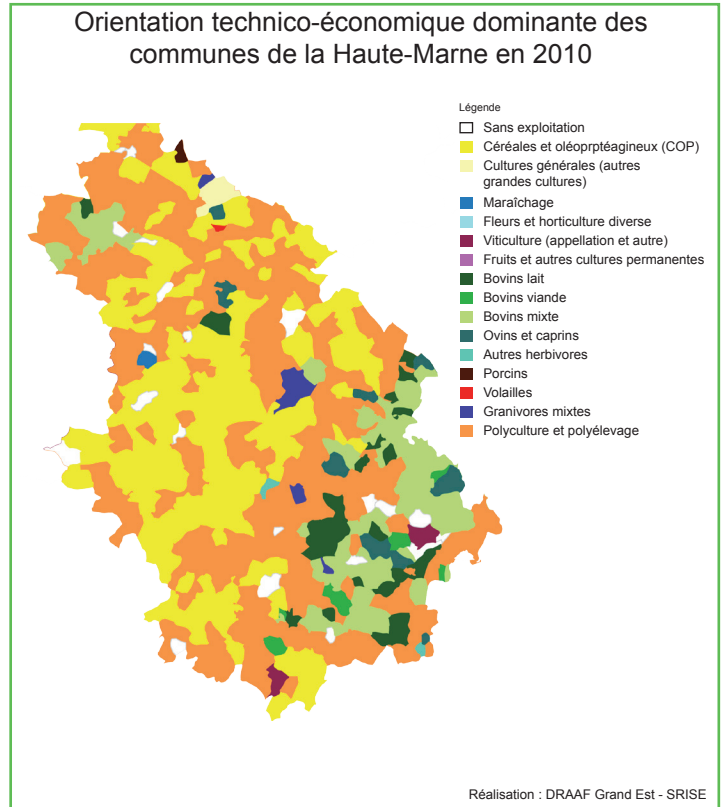 Orientation technico-économique dominante des
communes de la Haute-Marne en 2010
Légende
Sans exploitation
Céréales et oléoprptéagineux (COP)
Cultures générales (autres
grandes cultures)
Maraîchage
Fleurs et horticulture diverse
Viticulture (appellation et autre)
Fruits et autres cultures permanentes
Bovins lait
Bovins viande
Bovins mixte
Ovins et caprins
Autres herbivores
Porcins
Volailles
Granivores mixtes
Polyculture et polyélevage
Réalisation : DRAAF Grand Est - SRISE